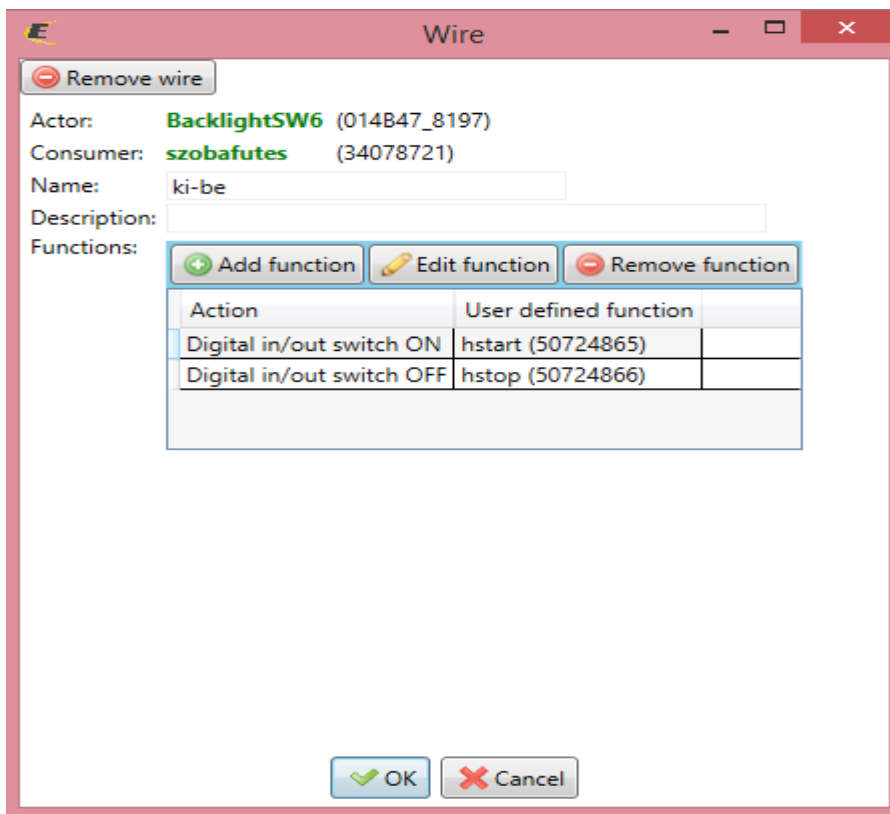 Wire
Remove wire
Actor: BacklightSW6 (014B47_8197)
Consumer: szobafutes (34078721)
Name: ki-be
Description:
Functions:
Add function Edit function Remove function
Action User defined function
Digital in/out switch ON hstart (50724865)
Digital in/out switch OFF hstop (50724866)
OK Cancel